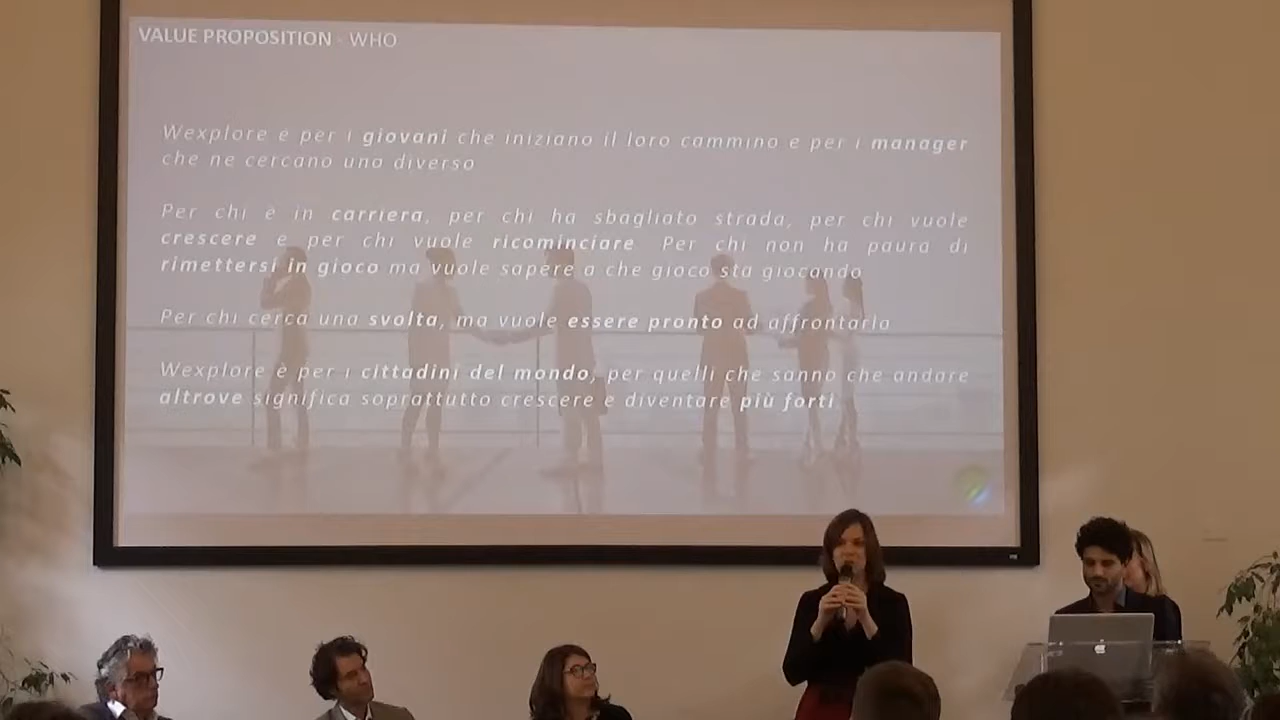 VALUE PROPOSITION - WHO
Wexplore è per i giovani che iniziano il loro cammino e per i manager
che ne cercano uno diverso
Per chi è in carriera, per chi ha sbagliato strada, per chi vuole
crescere e per chi vuole ricominciare. Per chi non ha paura di
rimettersi in gioco ma vuole sapere a che gioco sta giocando
Per chi cerca una svolta, ma vuole essere pronto ad affrontarla
Wexplore è per i cittadini del mondo, per quelli che sanno che andare
altrove significa soprattutto crescere e diventare più forti.